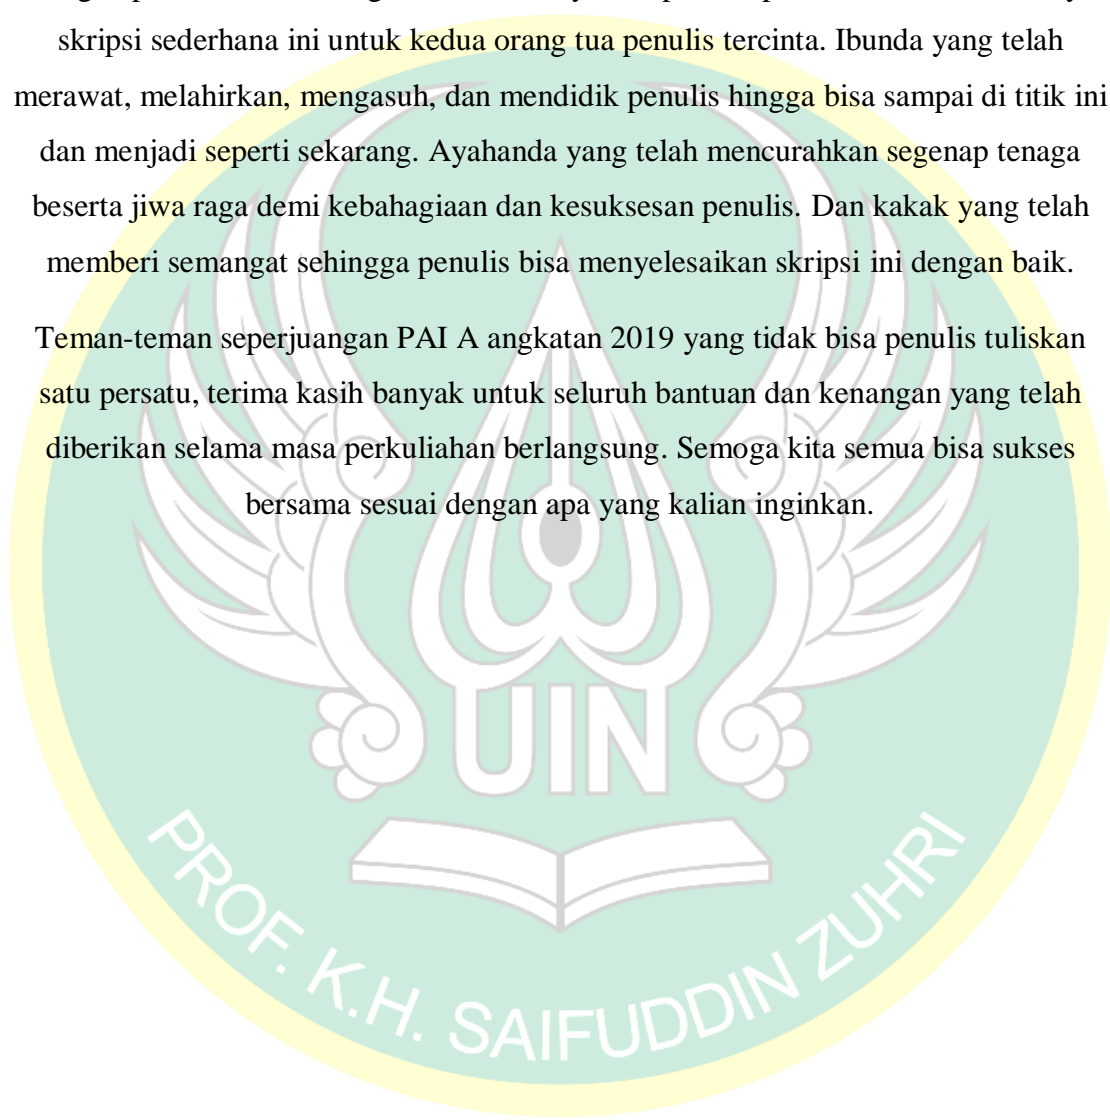 skripsi sederhana ini untuk kedua orang tua penulis tercinta. Ibunda yang telah
merawat, melahirkan, mengasuh, dan mendidik penulis hingga bisa sampai di titik ini
dan menjadi seperti sekarang. Ayahanda yang telah mencurahkan segenap tenaga
beserta jiwa raga demi kebahagiaan dan kesuksesan penulis. Dan kakak yang telah
memberi semangat sehingga penulis bisa menyelesaikan skripsi ini dengan baik.
Teman-teman seperjuangan PAI A angkatan 2019 yang tidak bisa penulis tuliskan
satu persatu, terima kasih banyak untuk seluruh bantuan dan kenangan yang telah
diberikan selama masa perkuliahan berlangsung. Semoga kita semua bisa sukses
bersama sesuai dengan apa yang kalian inginkan.
UIN
PROF. K.H. SAIFUDDIN ZUHRI